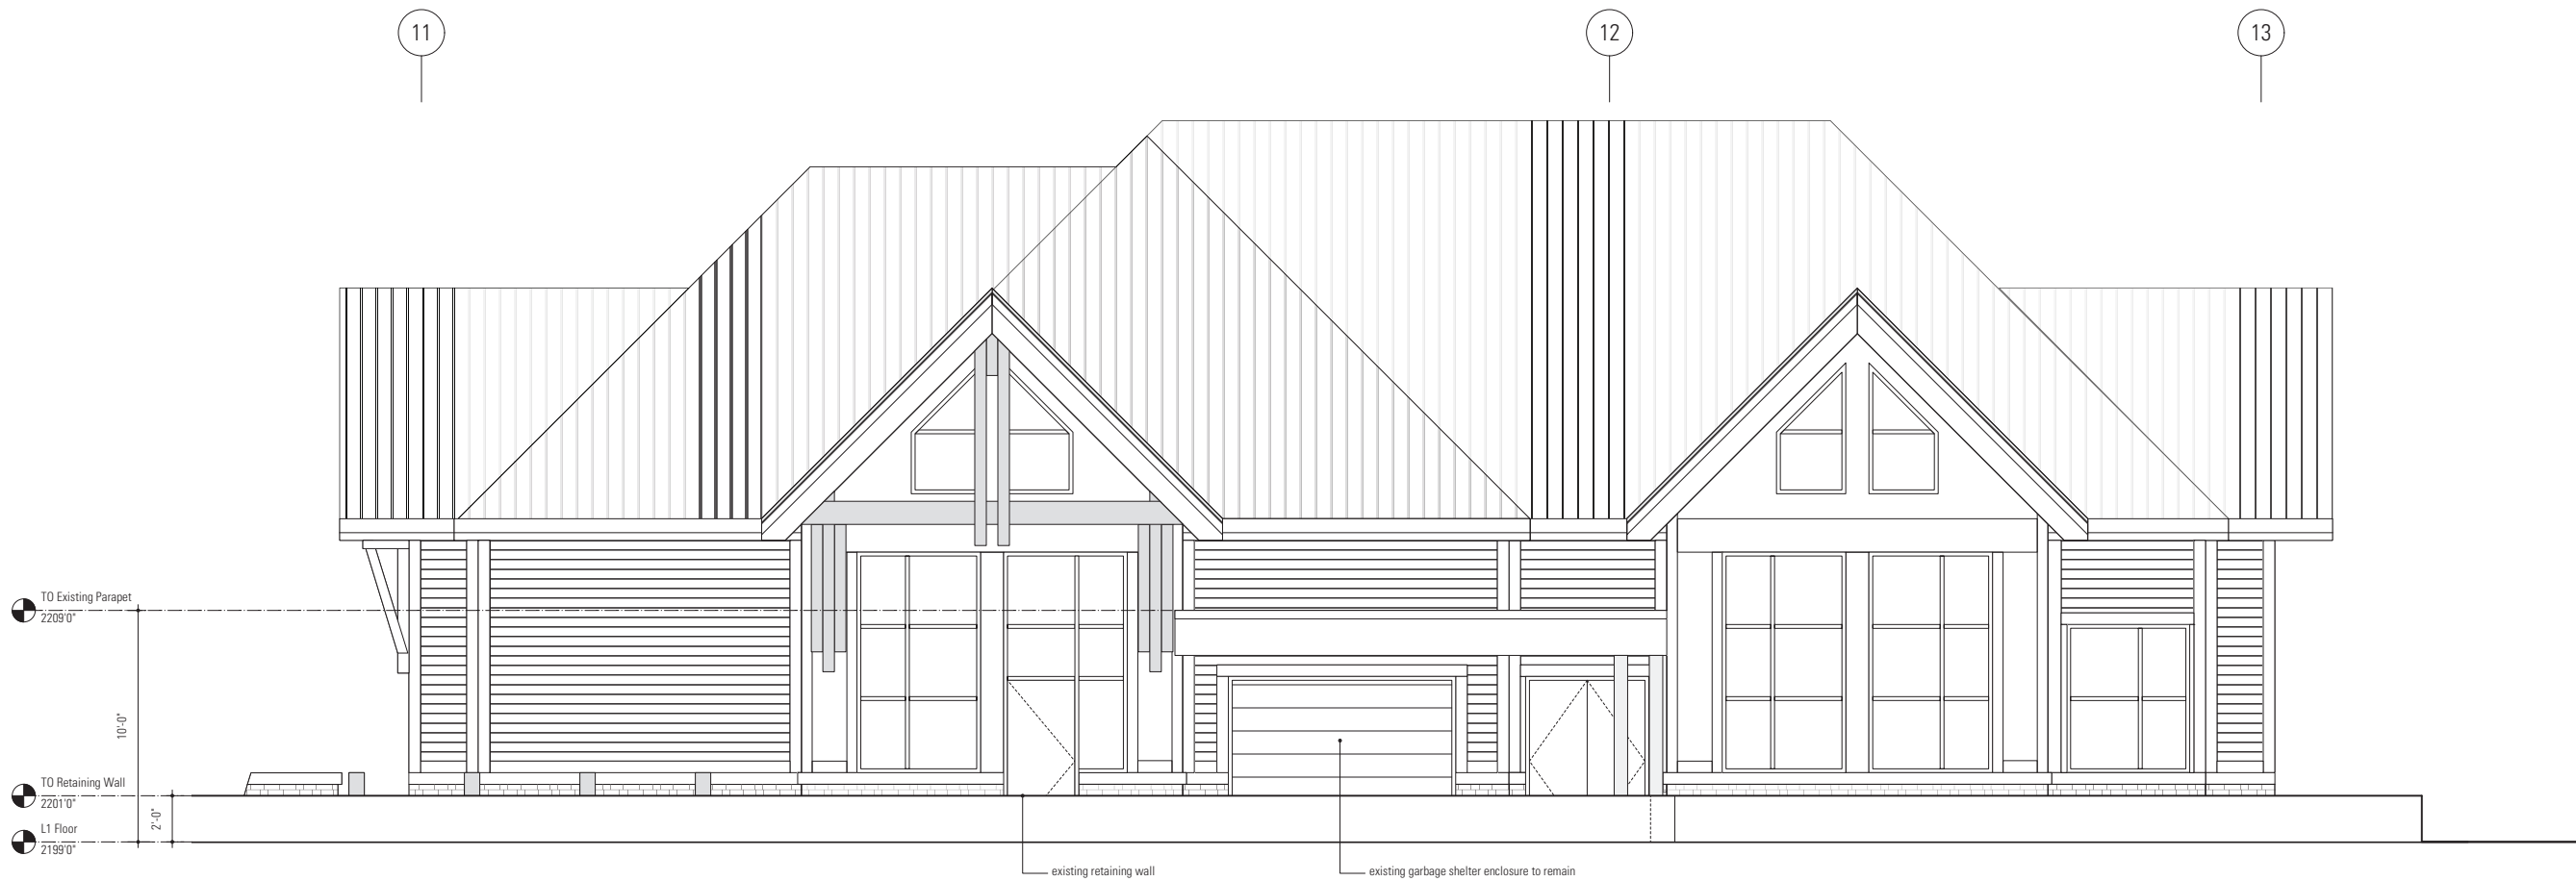 11
12
13
TO Existing Parapet
2209'0"
10'-0"
TO Retaining Wall
2201'0"
2'-0"
L1 Floor
2199'0"
existing retaining wall
existing garbage shelter enclosure to remain